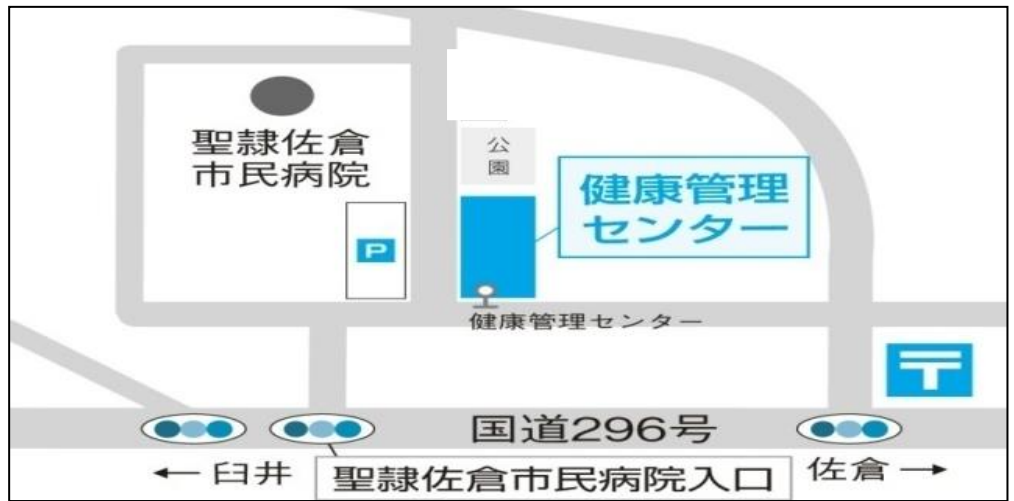 聖隷佐倉
市民病院
公
園
健康管理
センター
P
健康管理センター
〒
国道296号
← 臼井
聖隷佐倉市民病院入口
佐倉 →